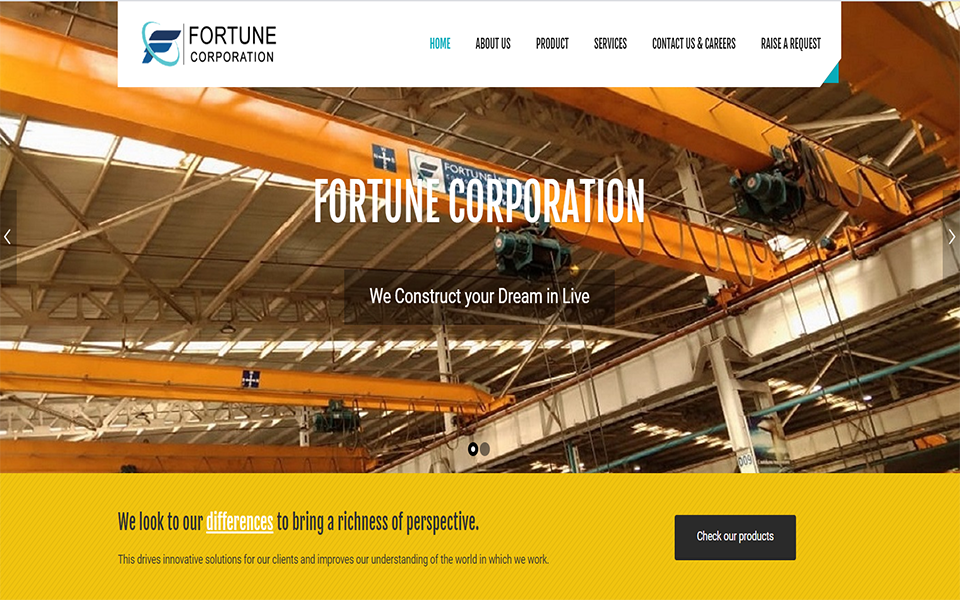 FORTUNE
CORPORATION
HOME
ABOUT US
PRODUCT
SERVICES
CONTACT US & CAREERS
RAISE A REQUEST
FORTUNE
FORTUNE CORPORATION
We Construct your Dream in Live
009
We look to our differences to bring a richness of perspective.
Check our products
This drives innovative solutions for our clients and improves our understanding of the world in which we work.